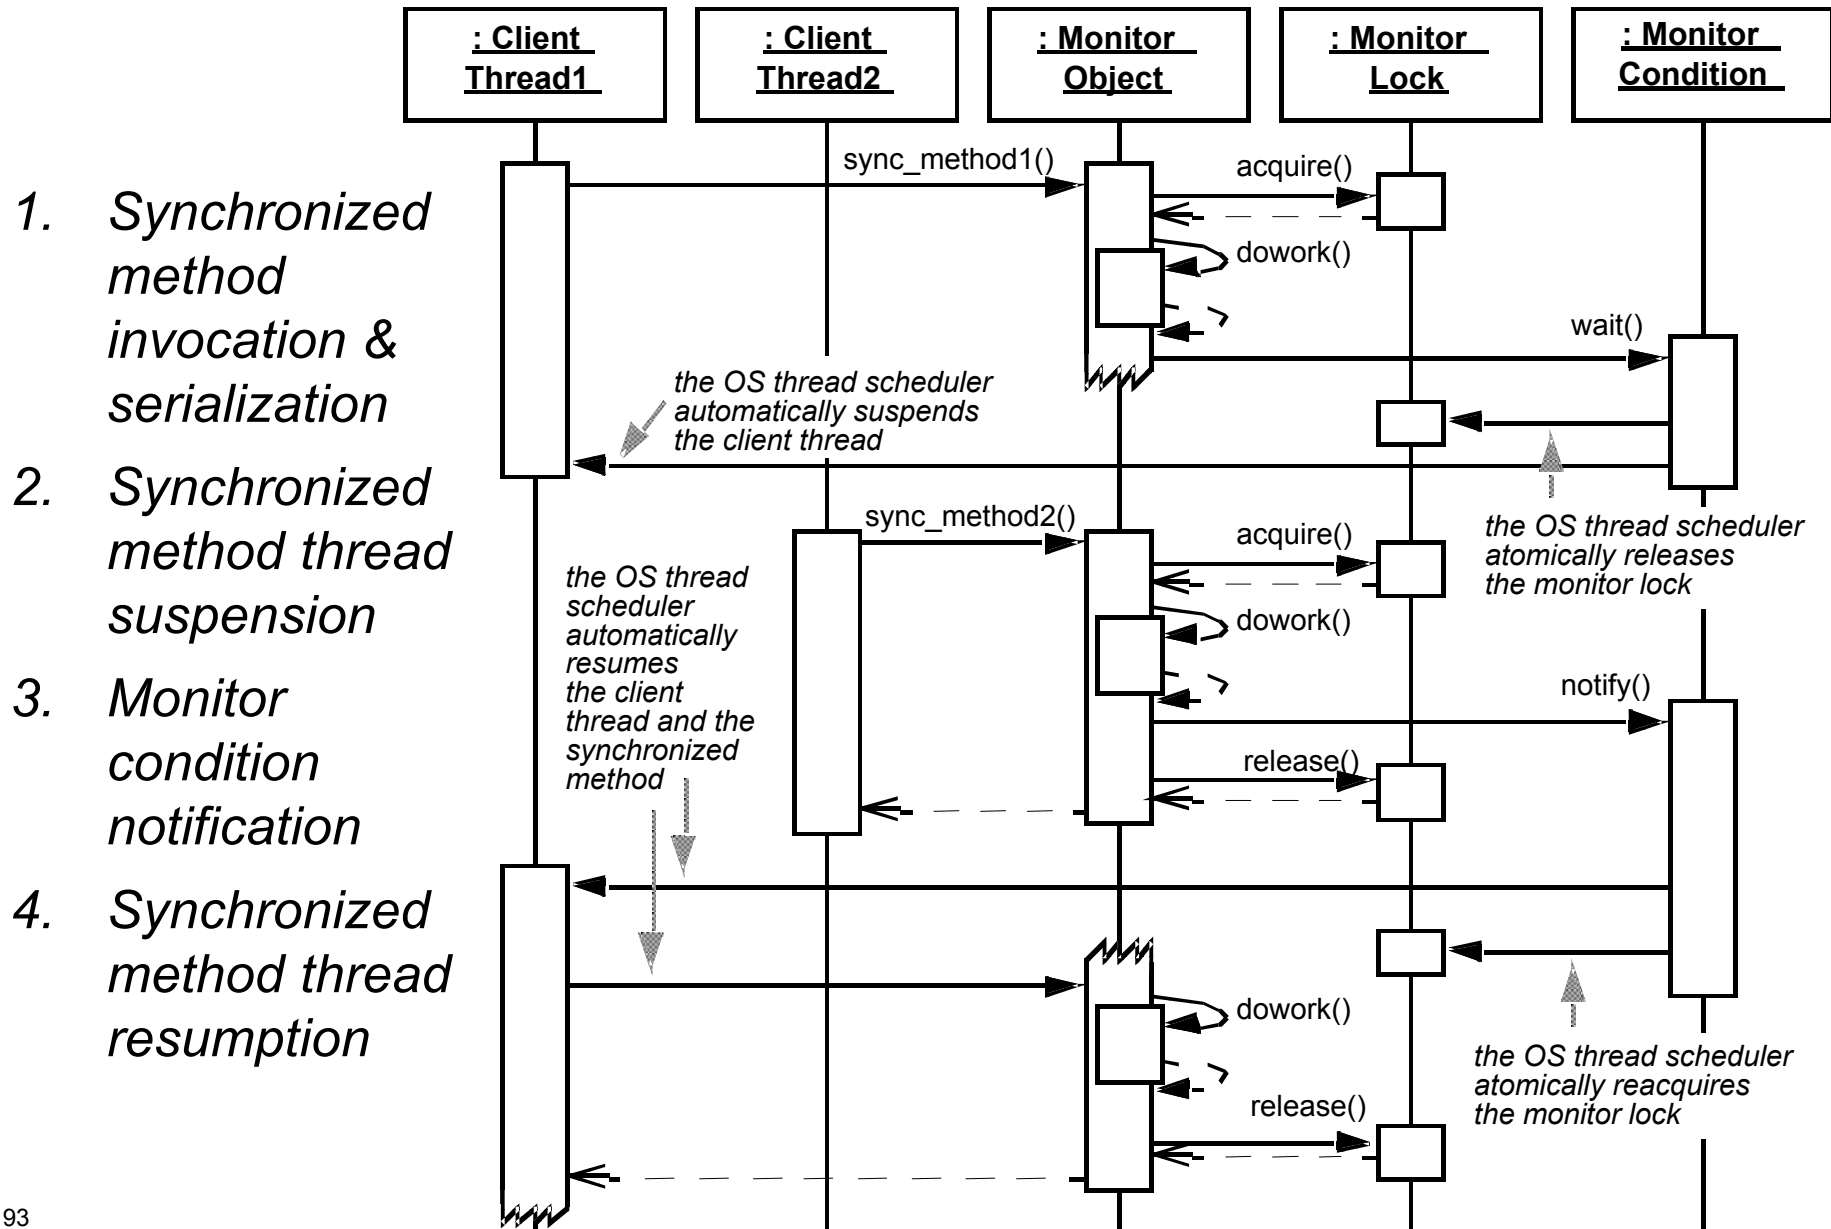 : Client
Thread1
: Client
Thread2
: Monitor
Object
: Monitor
Lock
: Monitor
Condition
1. Synchronized
method
invocation &
serialization
2. Synchronized
method thread
suspension
3. Monitor
condition
notification
4. Synchronized
method thread
resumption
sync_method1()
acquire()
dowork()
wait()
the OS thread scheduler
automatically suspends
the client thread
the OS thread scheduler
atomically releases
the monitor lock
sync_method2()
acquire()
dowork()
the OS thread
scheduler
automatically
resumes
the client
thread and the
synchronized
method
notify()
release()
dowork()
the OS thread scheduler
atomically reacquires
the monitor lock
release()
93